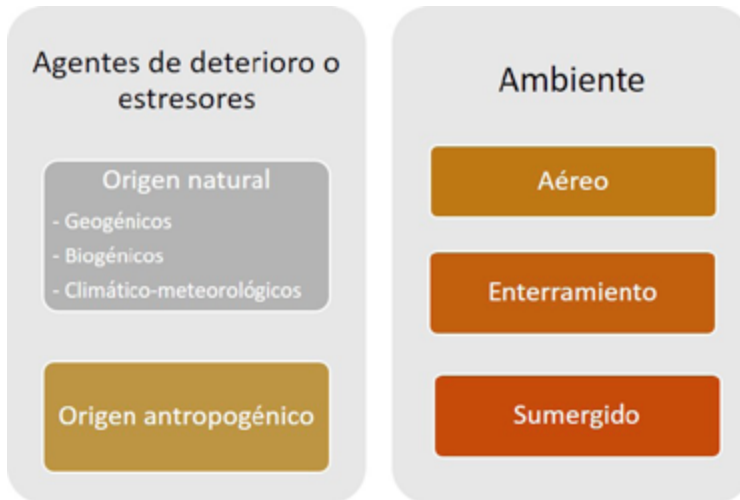 Agentes de deterioro o
estresores
Origen natural
- Geogénicos
- Biogénicos
- Climático-meteorológicos
Origen antropogénico
Ambiente
Aéreo
Enterramiento
Sumergido